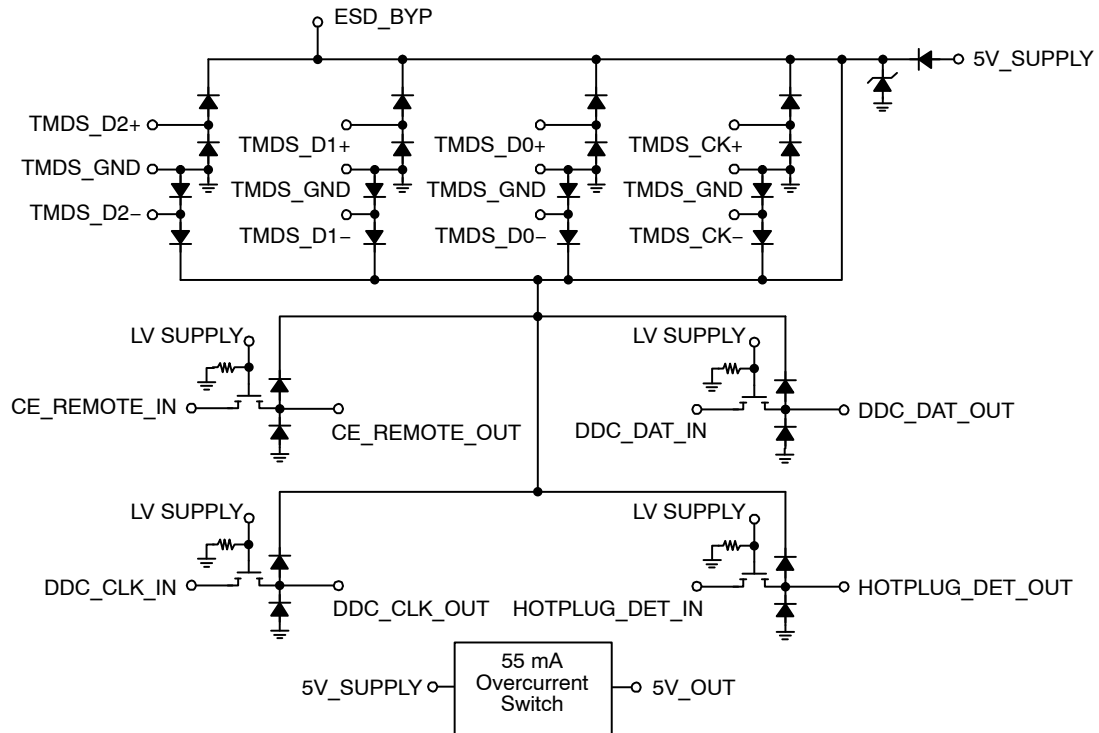 ESD_BYP
5V_SUPPLY
TMDS_D2+
TMDS_D1+
TMDS_D0+
TMDS_CK+
TMDS_GND
TMDS_GND
TMDS_GND
TMDS_GND
TMDS_D2−
TMDS_D1−
TMDS_D0−
TMDS_CK−
LV SUPPLY
LV SUPPLY
CE_REMOTE_IN
CE_REMOTE_OUT
DDC_DAT_IN
DDC_DAT_OUT
LV SUPPLY
LV SUPPLY
DDC_CLK_IN
DDC_CLK_OUT
HOTPLUG_DET_IN
HOTPLUG_DET_OUT
5V_SUPPLY
55 mA
Overcurrent
Switch
5V_OUT